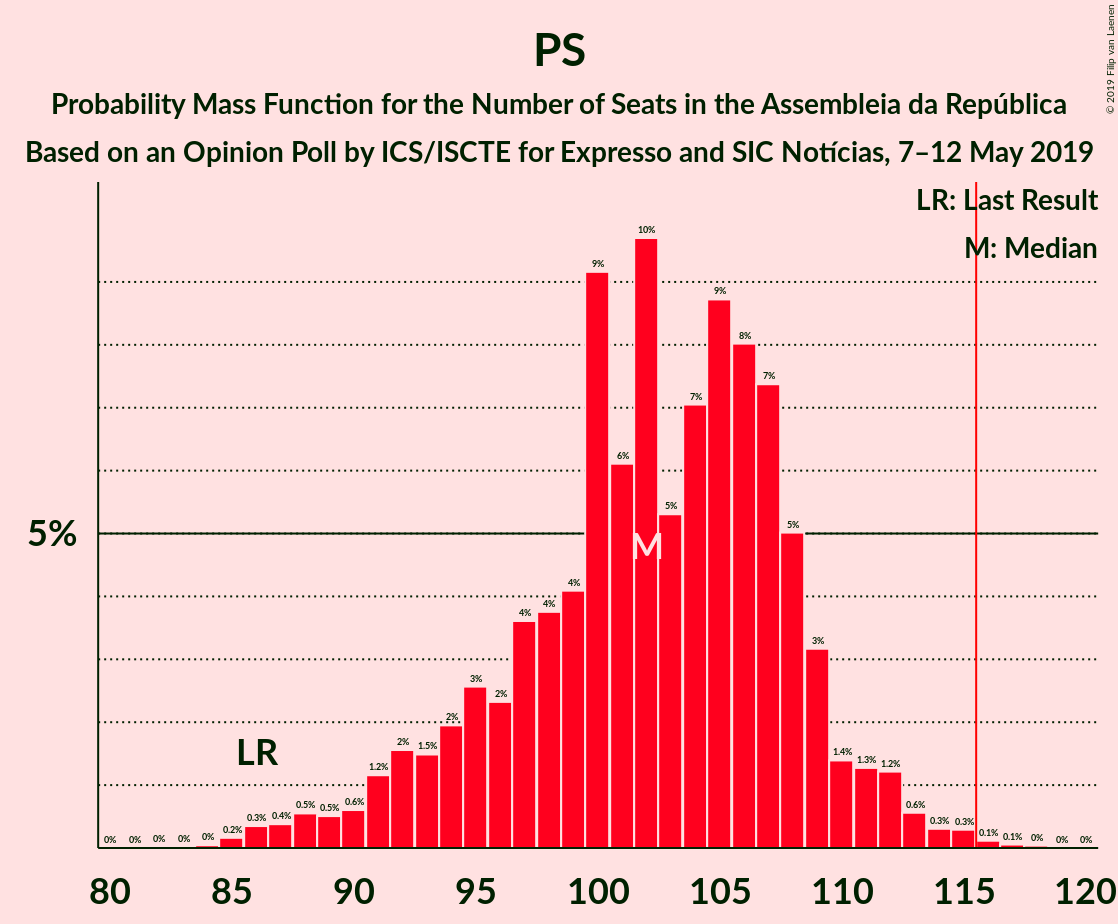 PS
Probability Mass Function for the Number of Seats in the Assembleia da República
Based on an Opinion Poll by ICS/ISCTE for Expresso and SIC Notícias, 7–12 May 2019
© 2019 Filip van Laenen
LR: Last Result
M: Median
5%
LR
M
0% 0% 0% 0% 0% 0.2% 0.3% 0.4% 0.5% 0.5% 0.6% 1.2% 2% 1.5% 2% 3% 2% 4% 4% 4% 9% 6% 10% 5% 7% 9% 8% 7% 5% 3% 1.4% 1.3% 1.2% 0.6% 0.3% 0.3% 0.1% 0.1% 0% 0% 0%
80 85 90 95 100 105 110 115 120